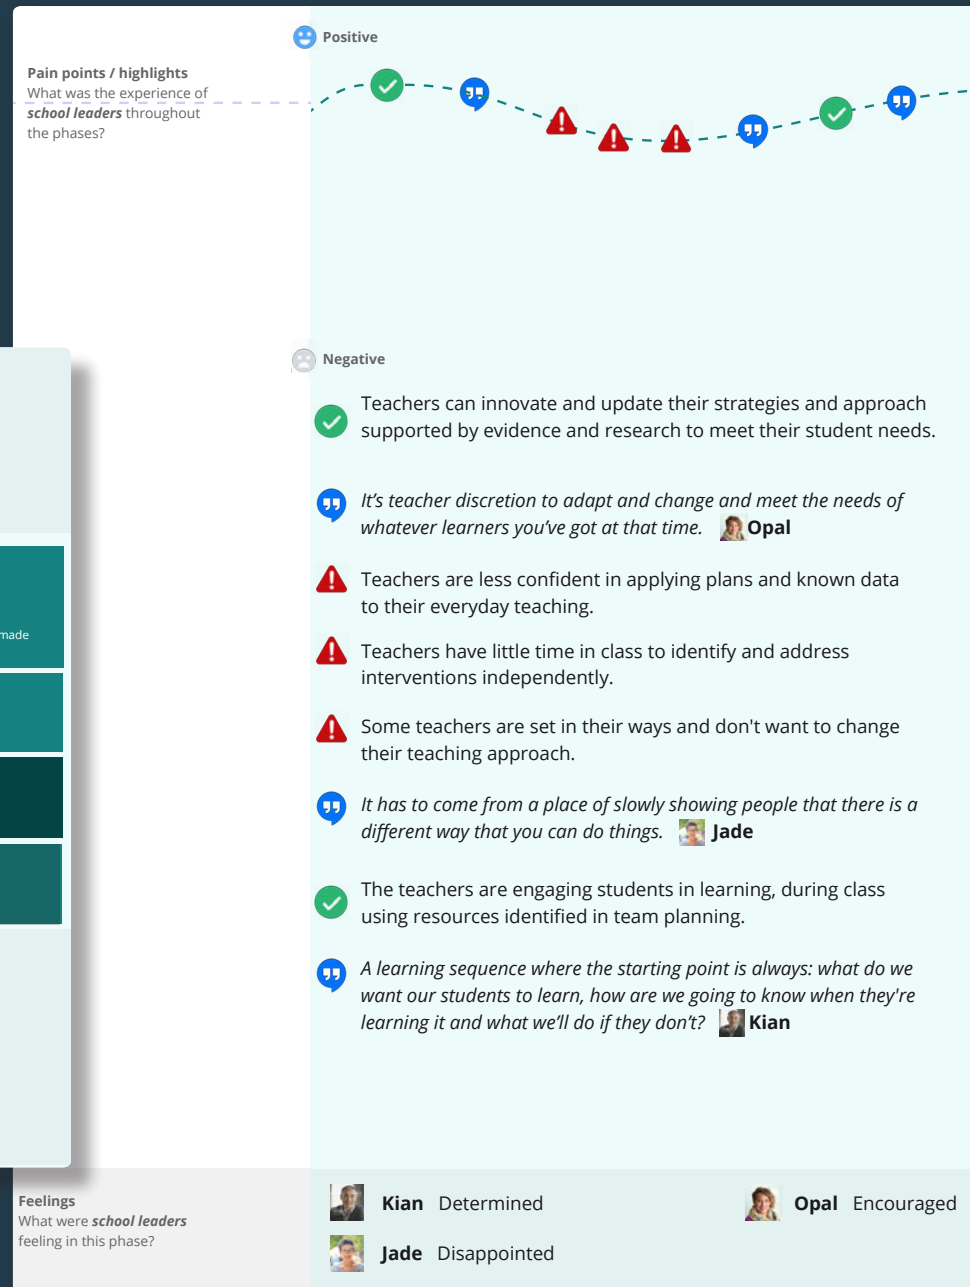 Positive
Pain points / highlights
What was the experience of
school leaders throughout
the phases?
Negative
Teachers can innovate and update their strategies and approach
supported by evidence and research to meet their student needs.
It’s teacher discretion to adapt and change and meet the needs of
whatever learners you’ve got at that time. Opal
Teachers are less confident in applying plans and known data
to their everyday teaching.
made
Teachers have little time in class to identify and address
interventions independently.
Some teachers are set in their ways and don't want to change
their teaching approach.
It has to come from a place of slowly showing people that there is a
different way that you can do things. Jade
The teachers are engaging students in learning, during class
using resources identified in team planning.
A learning sequence where the starting point is always: what do we
want our students to learn, how are we going to know when they're
learning it and what we’ll do if they don’t? Kian
Feelings
What were school leaders
feeling in this phase?
Kian Determined
Opal Encouraged
Jade Disappointed